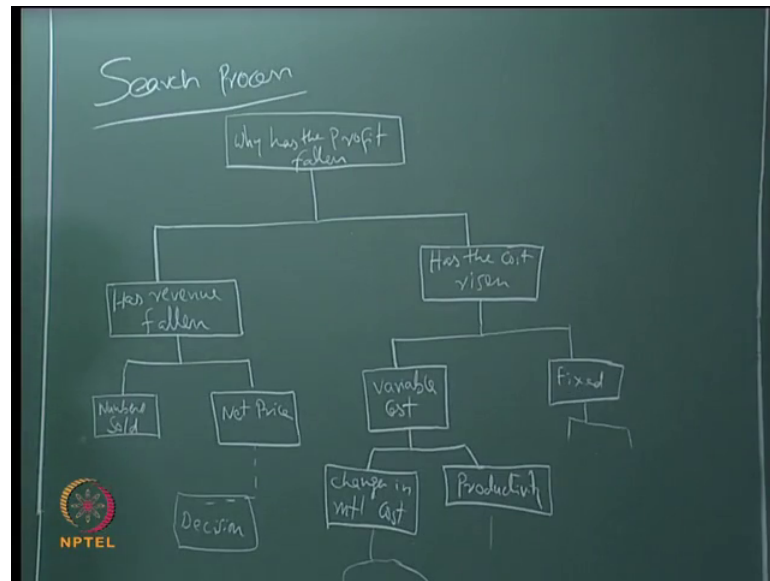 Search Process
Why has the Profit
fallen
Has revenue
fallen
Has the Cost
risen
Numbers
Sold
Net Price
Variable
Cost
Fixed
Decision
Change in
mtl Cost
Productivity
NPTEL